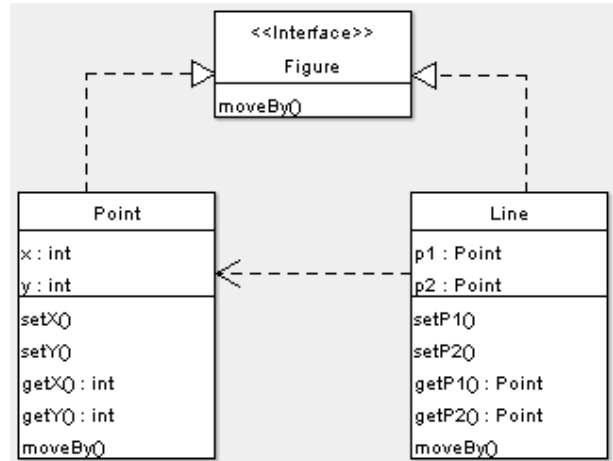 <<Interface>>
Figure
moveBy()
Point
x : int
y : int
setX()
setY()
getX() : int
getY() : int
moveBy()
Line
p1 : Point
p2 : Point
setP1()
setP2()
getP1() : Point
getP2() : Point
moveBy()